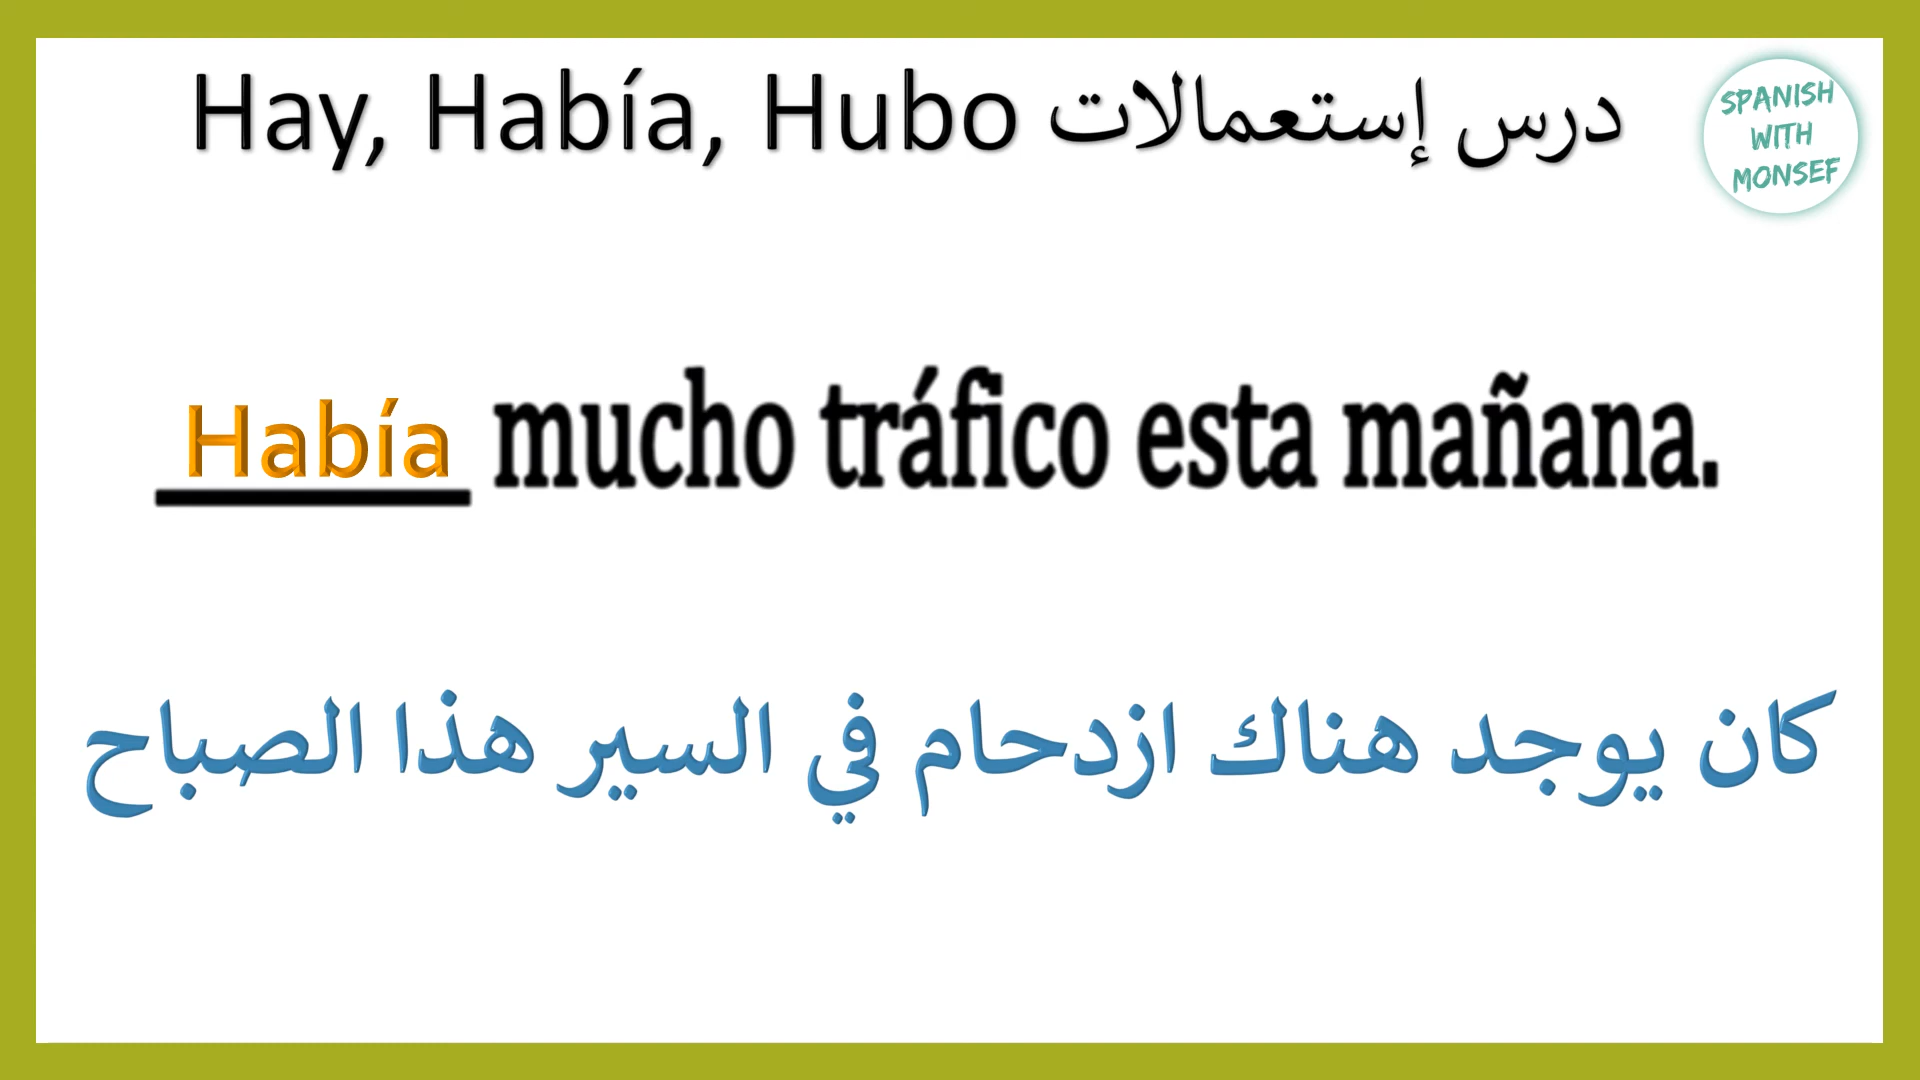 درس إستعمالات Hay, Había, Hubo
SPANISH
WITH
MONSEF
Había mucho tráfico esta mañana.
كان يوجد هناك ازدحام في السير هذا الصباح